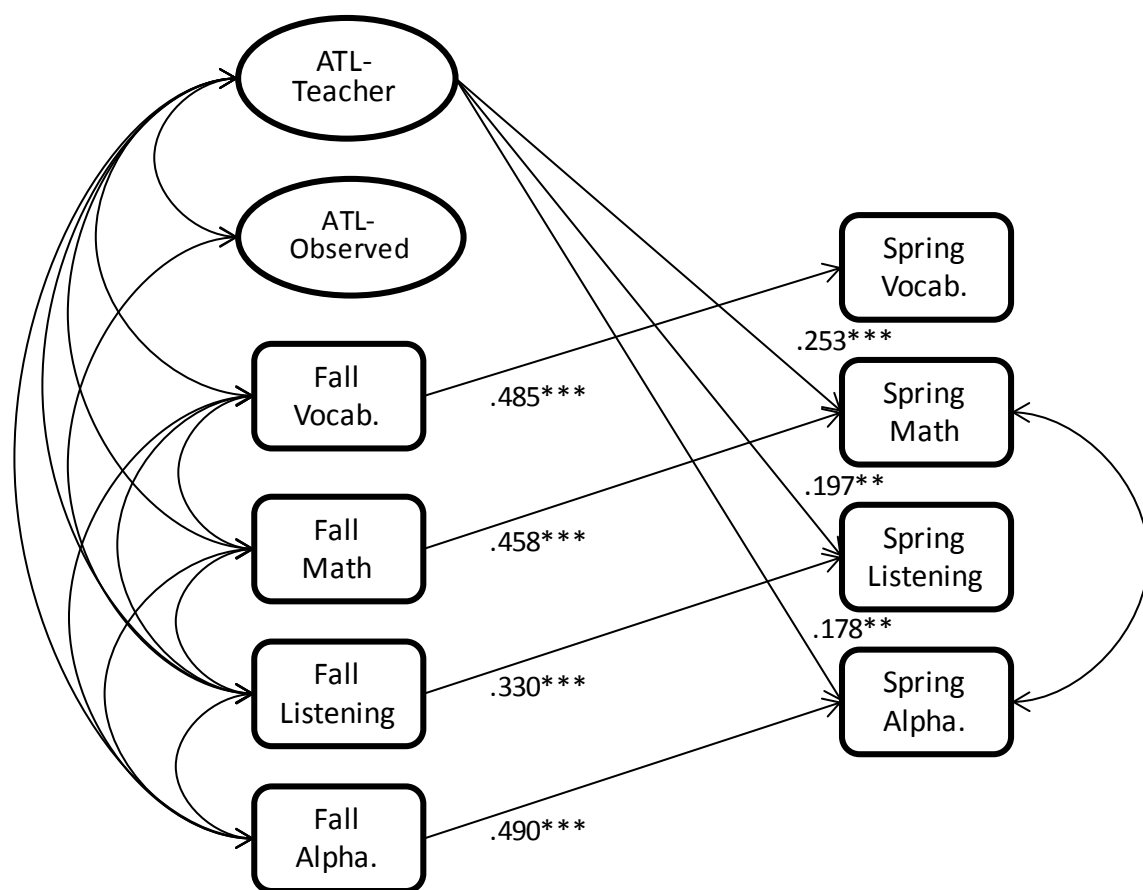 ATL-
Teacher
ATL-
Observed
Spring
Vocab.
.253***
Fall
Vocab.
.485***
Spring
Math
.197**
Fall
Math
.458***
Spring
Listening
.178**
Fall
Listening
.330***
Spring
Alpha.
Fall
Alpha.
.490***